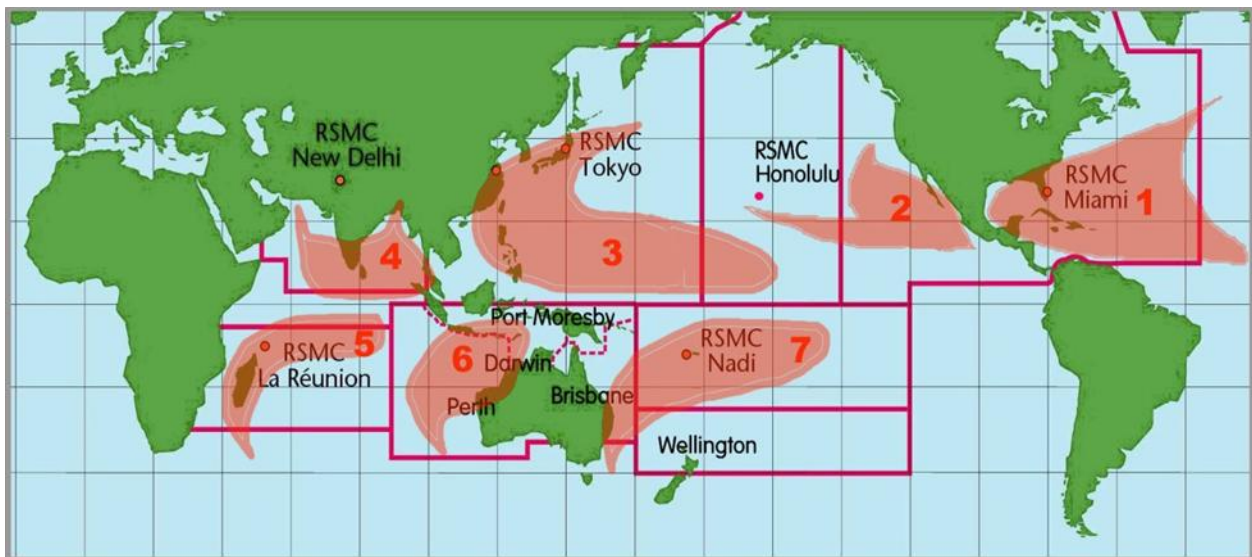 RSMC
New Delhi
RSMC
Tokyo
RSMC
Honolulu
RSMC
Miami
1
2
3
4
Port Moresby
5
RSMC
La Réunion
6
Darwin
Perth
Brisbane
RSMC
Nadi
7
Wellington